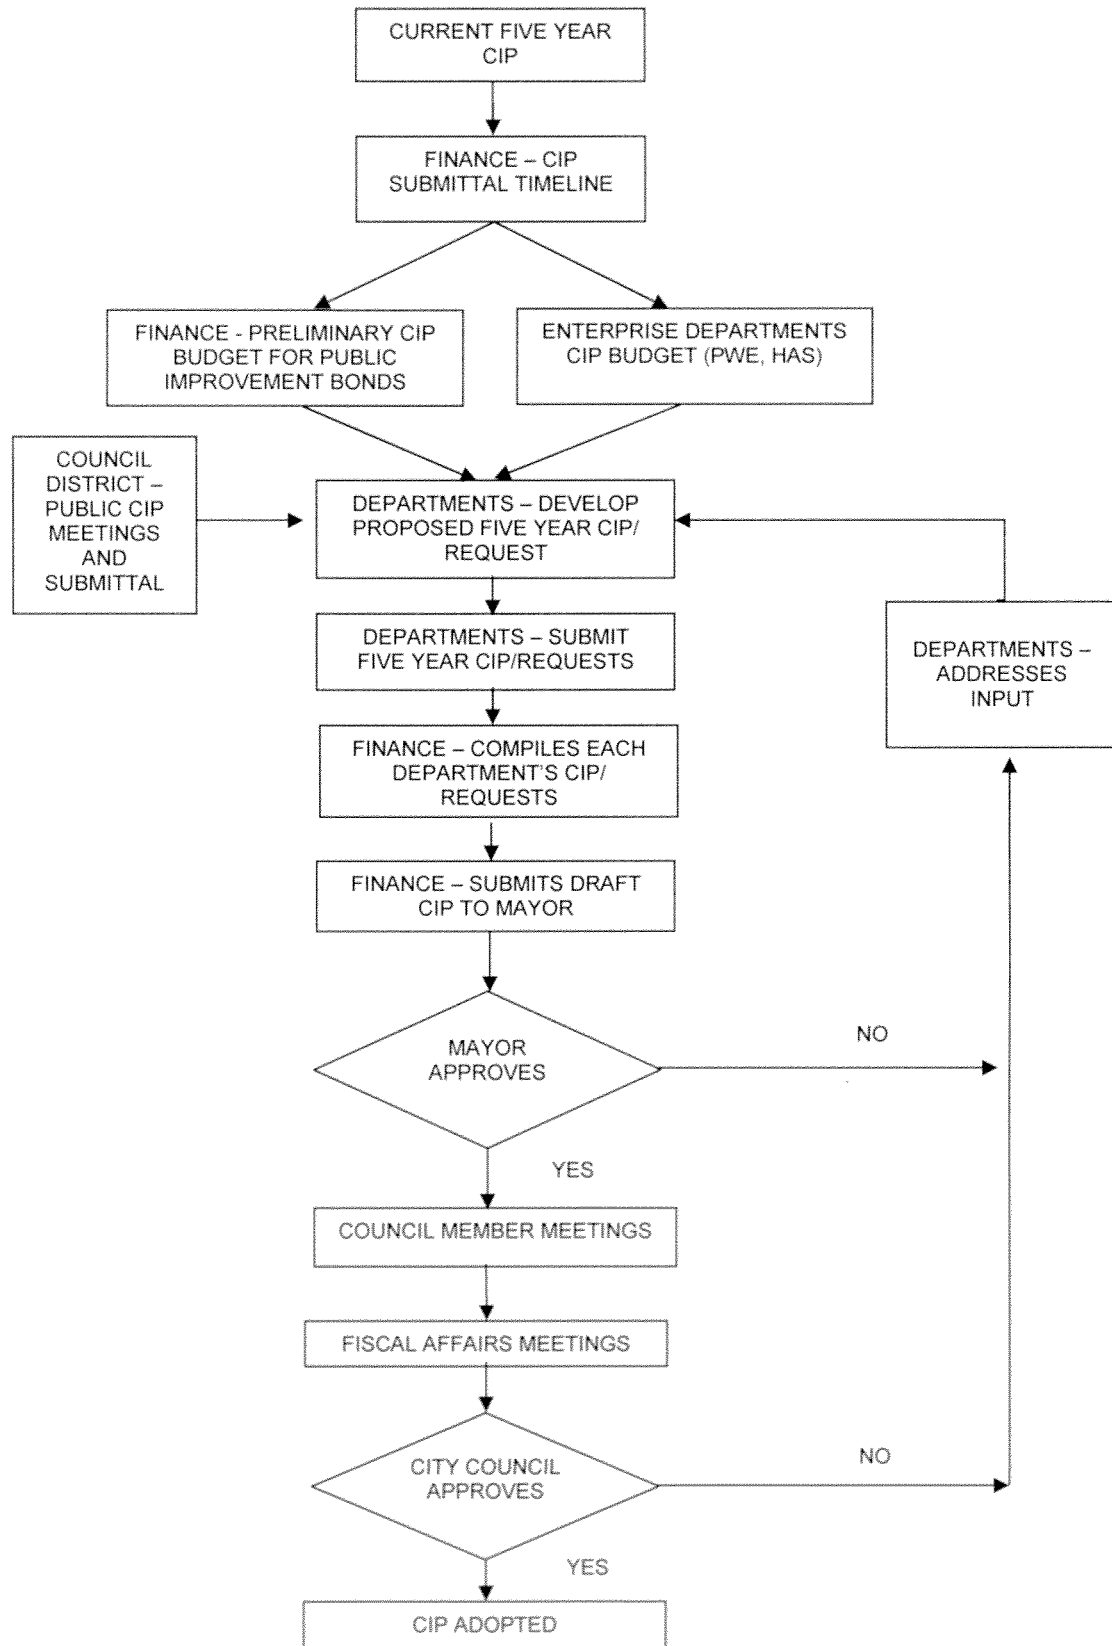 CURRENT FIVE YEAR
CIP
FINANCE – CIP
SUBMITTAL TIMELINE
FINANCE - PRELIMINARY CIP
BUDGET FOR PUBLIC
IMPROVEMENT BONDS
ENTERPRISE DEPARTMENTS
CIP BUDGET (PWE, HAS)
COUNCIL
DISTRICT –
PUBLIC CIP
MEETINGS
AND
SUBMITTAL
DEPARTMENTS – DEVELOP
PROPOSED FIVE YEAR CIP/
REQUEST
DEPARTMENTS – SUBMIT
FIVE YEAR CIP/REQUESTS
DEPARTMENTS –
ADDRESSES
INPUT
FINANCE – COMPILES EACH
DEPARTMENT'S CIP/
REQUESTS
FINANCE – SUBMITS DRAFT
CIP TO MAYOR
MAYOR
APPROVES
NO
YES
COUNCIL MEMBER MEETINGS
FISCAL AFFAIRS MEETINGS
CITY COUNCIL
APPROVES
NO
YES
CIP ADOPTED